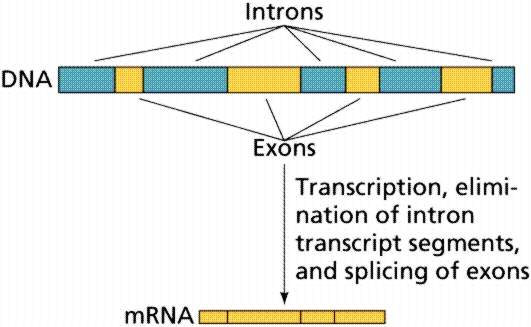 Introns
DNA
Exons
Transcription, elimi-
nation of intron
transcript segments,
and splicing of exons
mRNA